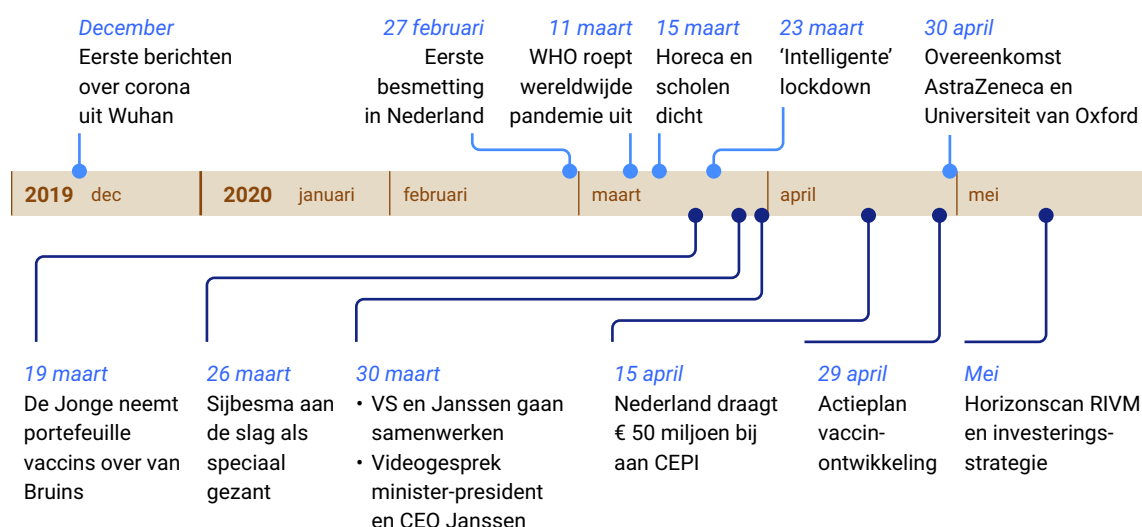 December
Eerste berichten
over corona
uit Wuhan
27 februari
Eerste
besmetting
in Nederland
11 maart
WHO roept
wereldwijde
pandemie uit
15 maart
Horeca en
scholen
dicht
23 maart
‘Intelligente’
lockdown
30 april
Overeenkomst
AstraZeneca en
Universiteit van Oxford
2019 dec 2020 januari februari maart april mei
19 maart
De Jonge neemt
portefeuille
vaccins over van
Bruins
26 maart
Sijbesma aan
de slag als
speciaal
gezant
30 maart
• VS en Janssen gaan
samenwerken
• Videogesprek
minister-president
en CEO Janssen
15 april
Nederland draagt
€ 50 miljoen bij
aan CEPI
29 april
Actieplan
vaccin-
ontwikkeling
Mei
Horizonscan RIVM
en investerings-
strategie